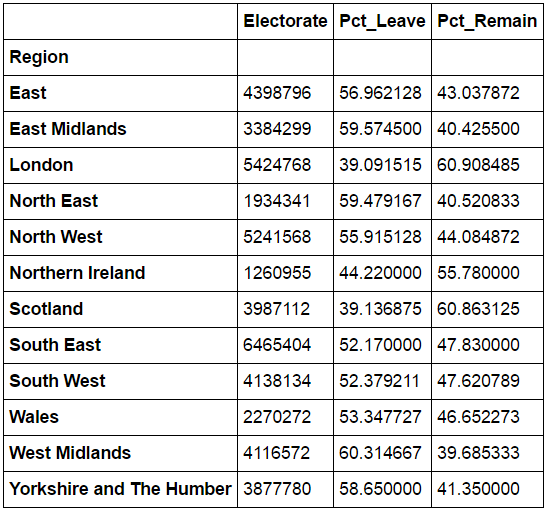 Electorate Pct_Leave Pct_Remain
Region
East 4398796 56.962128 43.037872
East Midlands 3384299 59.574500 40.425500
London 5424768 39.091515 60.908485
North East 1934341 59.479167 40.520833
North West 5241568 55.915128 44.084872
Northern Ireland 1260955 44.220000 55.780000
Scotland 3987112 39.136875 60.863125
South East 6465404 52.170000 47.830000
South West 4138134 52.379211 47.620789
Wales 2270272 53.347727 46.652273
West Midlands 4116572 60.314667 39.685333
Yorkshire and The Humber 3877780 58.650000 41.350000